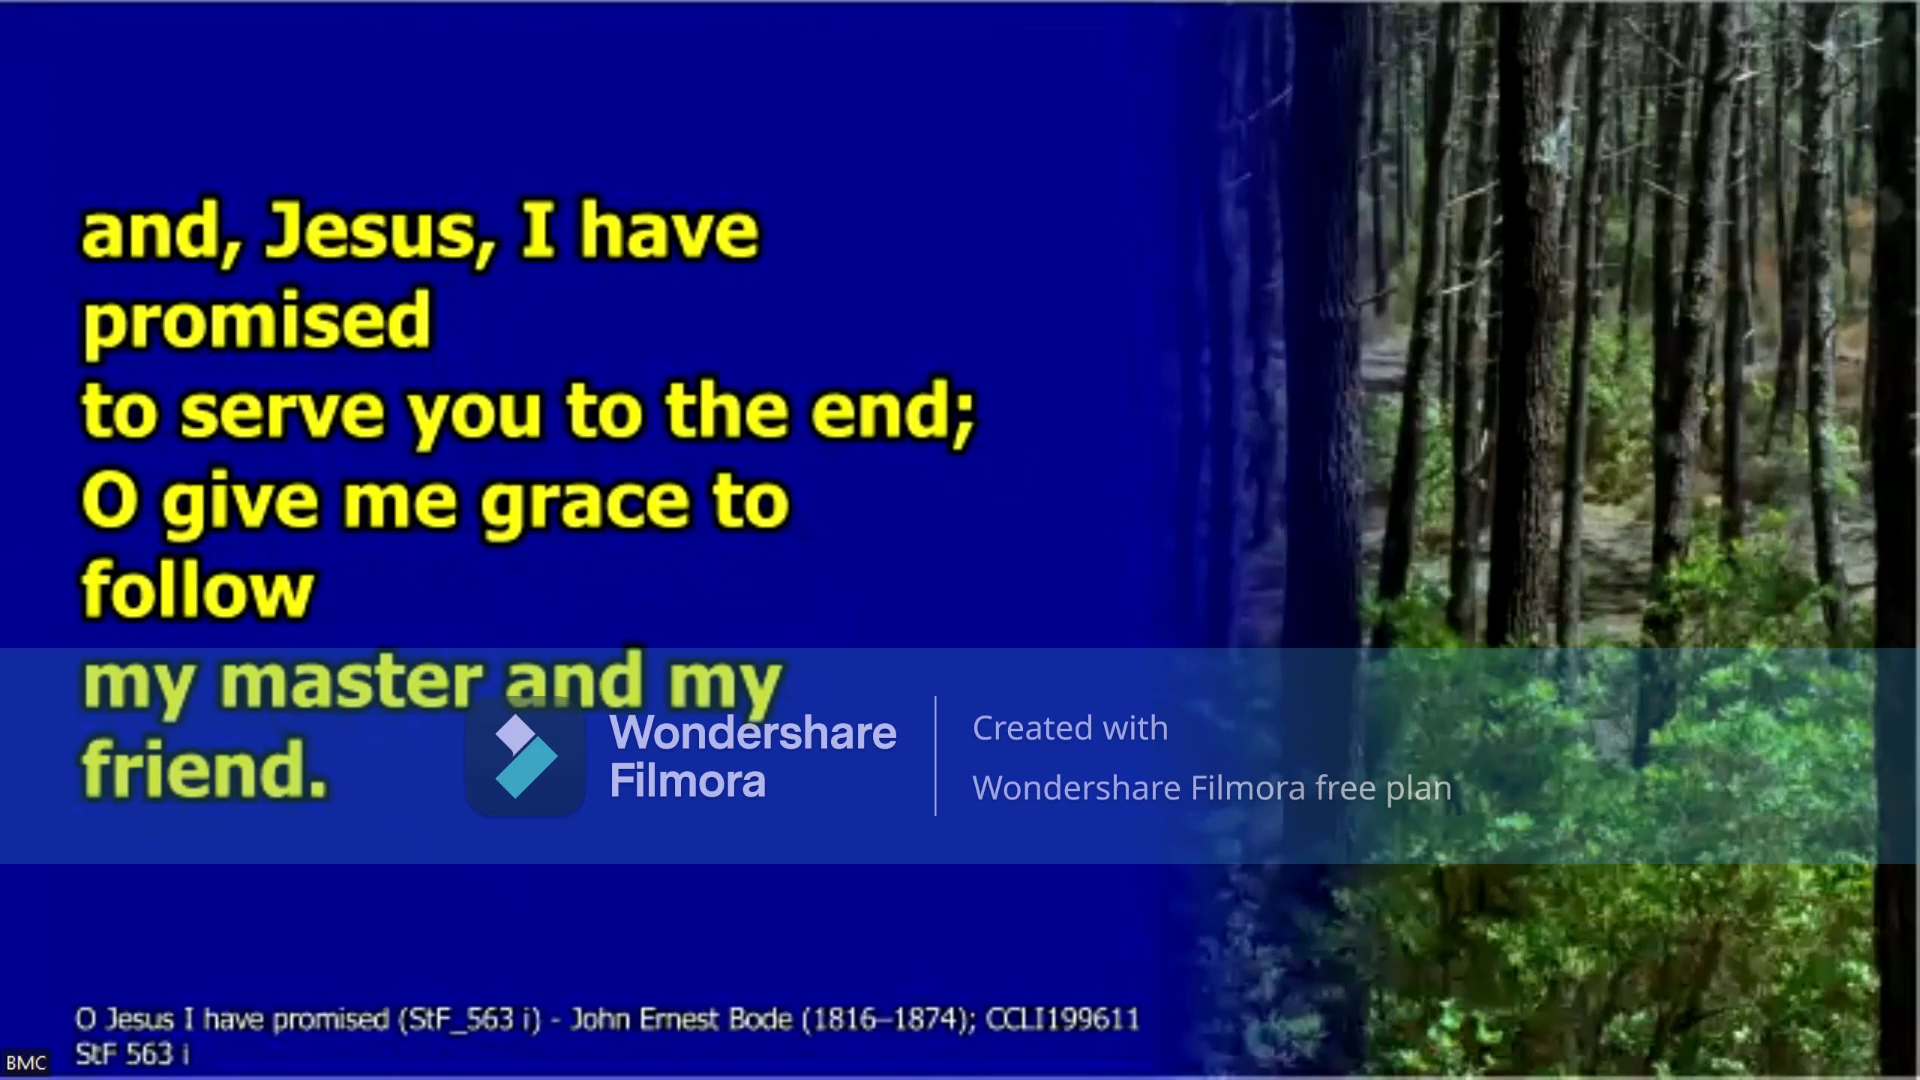 and, Jesus, I have
promised
to serve you to the end;
O give me grace to
follow
my master and my
friend.
Wondershare
Filmora
Created with
Wondershare Filmora free plan
O Jesus I have promised (StF_563 i) - John Ernest Bode (1816–1874); CCLI199611
StF 563 i
BMC